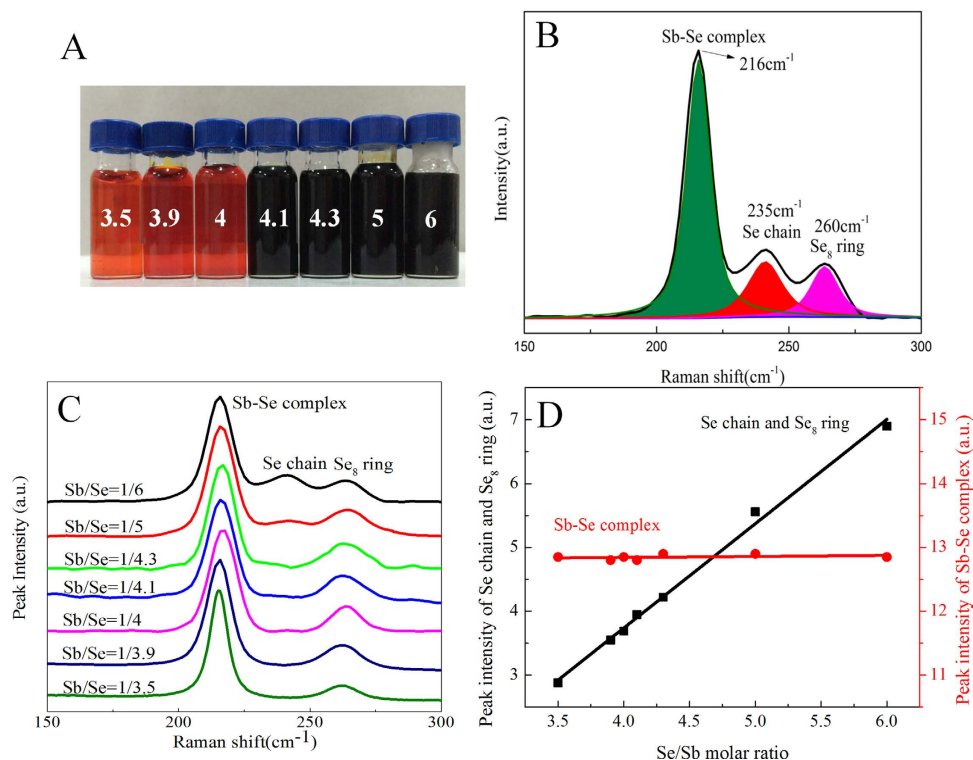 A
3.5 3.9 4 4.1 4.3 5 6
B
Sb-Se complex
216cm⁻¹
235cm⁻¹
Se chain
260cm⁻¹
Se₈ ring
Intensity(a.u.)
150 200 250 300
Raman shift(cm⁻¹)
C
Sb-Se complex
Se chain Se₈ ring
Sb/Se=1/6
Sb/Se=1/5
Sb/Se=1/4.3
Sb/Se=1/4.1
Sb/Se=1/4
Sb/Se=1/3.9
Sb/Se=1/3.5
Peak Intensity (a.u.)
150 200 250 300
Raman shift(cm⁻¹)
D
Se chain and Se₈ ring
Sb-Se complex
Peak intensity of Se chain and Se₈ ring (a.u.)
7
6
5
4
3
Peak intensity of Sb-Se complex (a.u.)
15
14
13
12
11
3.5 4.0 4.5 5.0 5.5 6.0
Se/Sb molar ratio